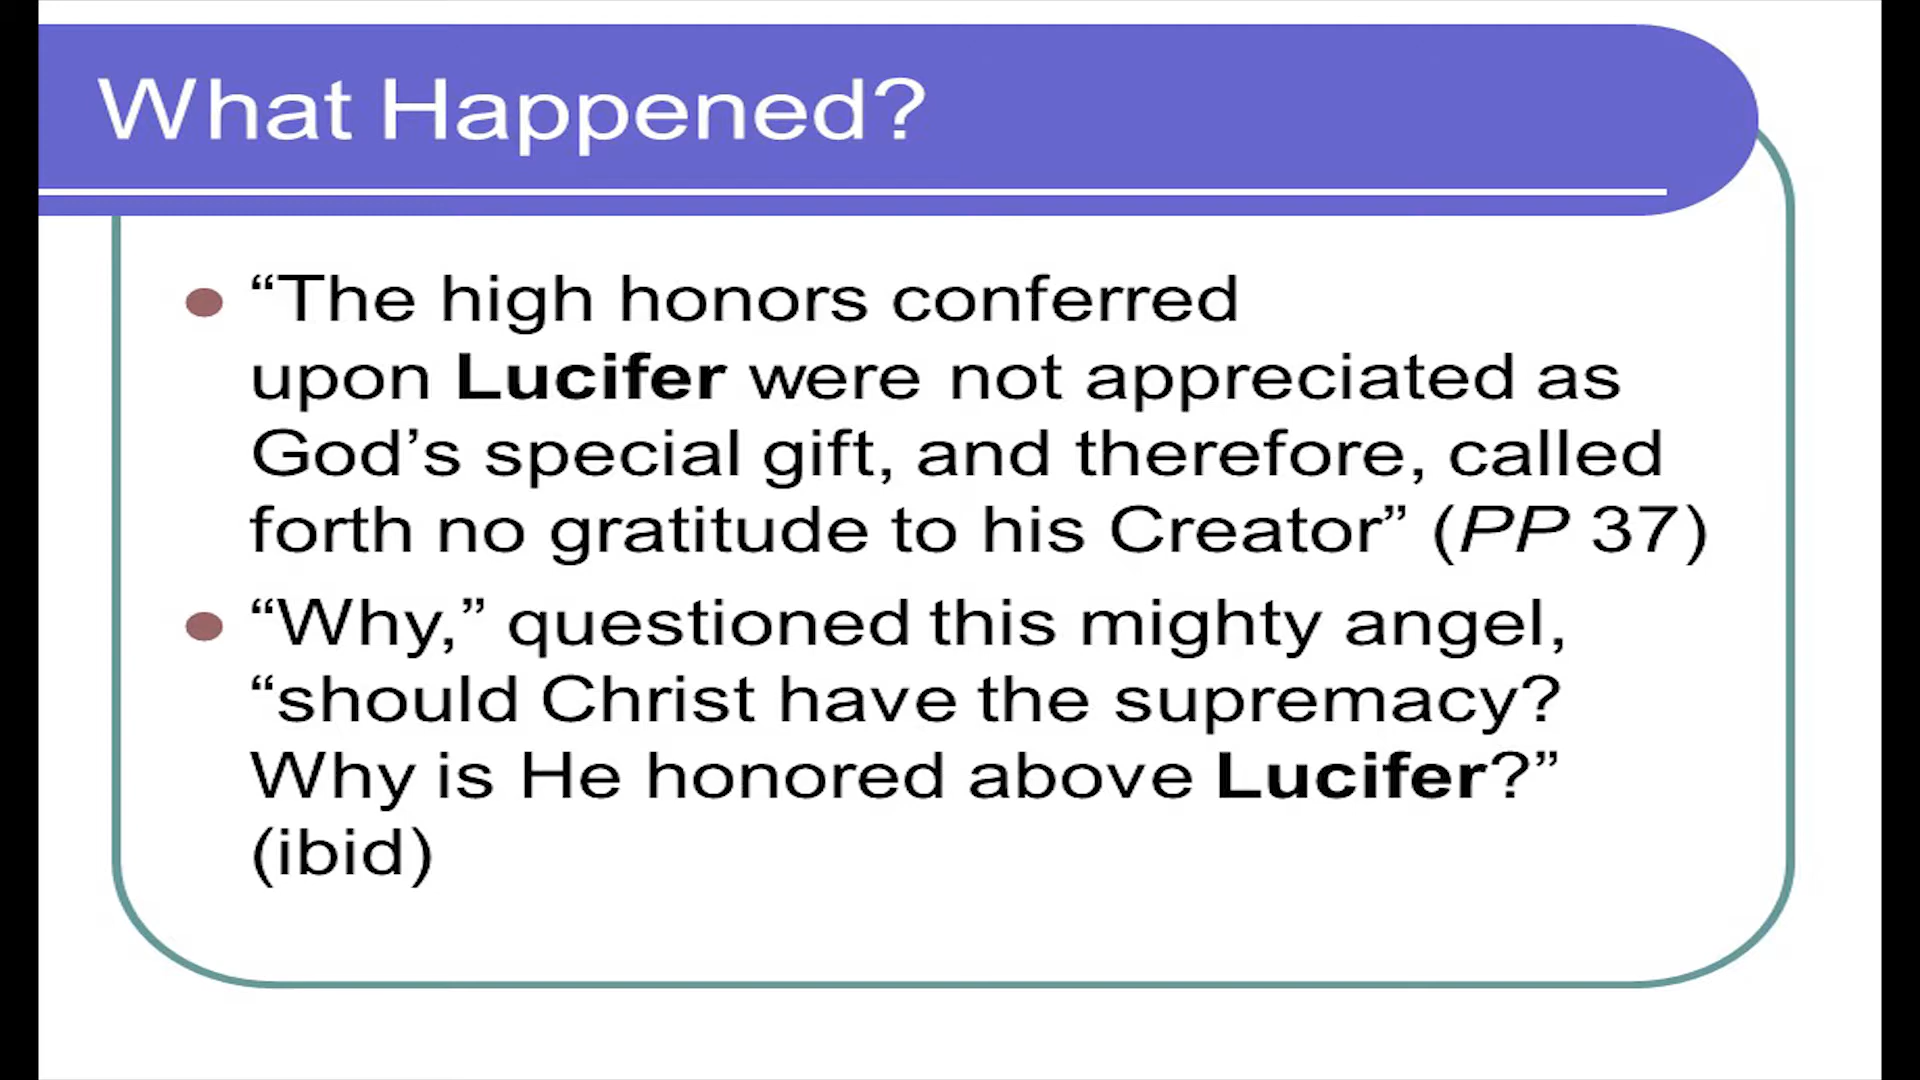 What Happened?
“The high honors conferred
upon Lucifer were not appreciated as
God’s special gift, and therefore, called
forth no gratitude to his Creator” (PP 37)
“Why,” questioned this mighty angel,
“should Christ have the supremacy?
Why is He honored above Lucifer?”
(ibid)